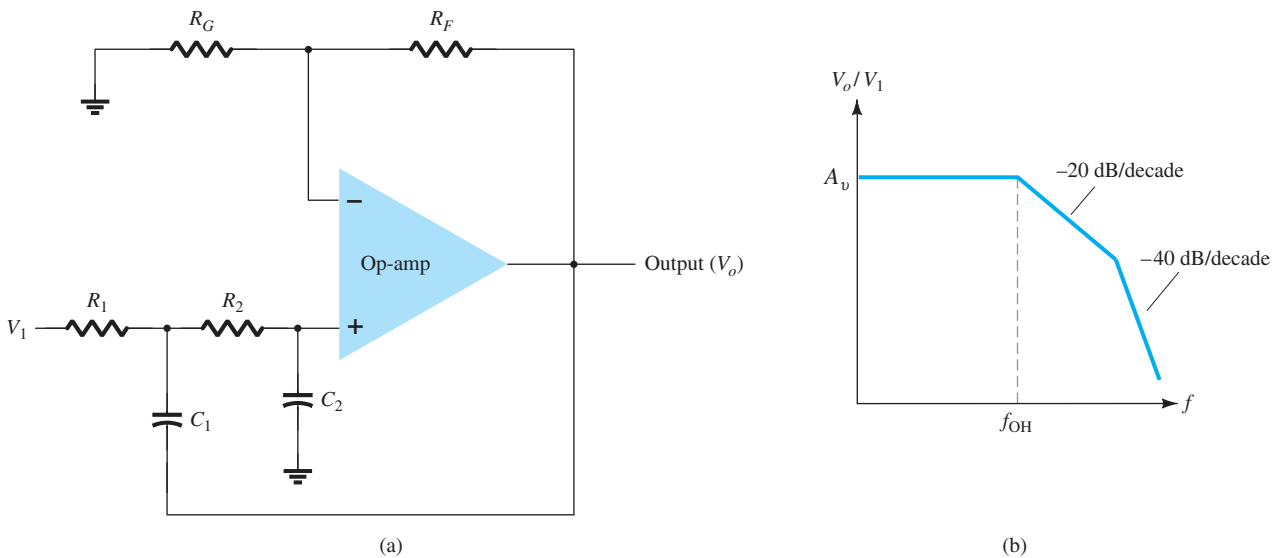 R_G
R_F
−
Op-amp
Output (V_o)
R_1
R_2
V_1
+
C_1
C_2
(a)
V_o / V_1
A_υ
−20 dB/decade
−40 dB/decade
f
f_OH
(b)